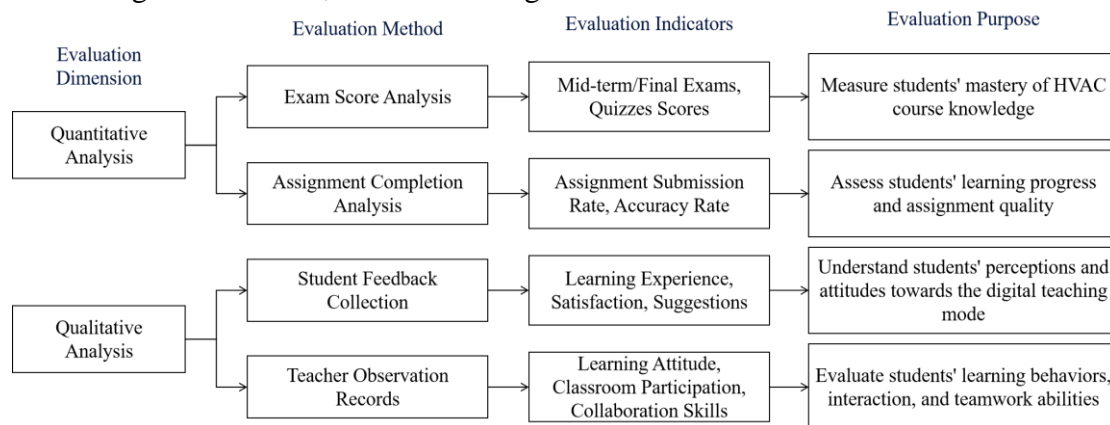 Evaluation Method
Evaluation Indicators
Evaluation Purpose
Evaluation
Dimension
Quantitative
Analysis
Exam Score Analysis
Mid-term/Final Exams,
Quizzes Scores
Measure students' mastery of HVAC
course knowledge
Assignment Completion
Analysis
Assignment Submission
Rate, Accuracy Rate
Assess students' learning progress
and assignment quality
Qualitative
Analysis
Student Feedback
Collection
Learning Experience,
Satisfaction, Suggestions
Understand students' perceptions and
attitudes towards the digital teaching
mode
Teacher Observation
Records
Learning Attitude,
Classroom Participation,
Collaboration Skills
Evaluate students' learning behaviors,
interaction, and teamwork abilities